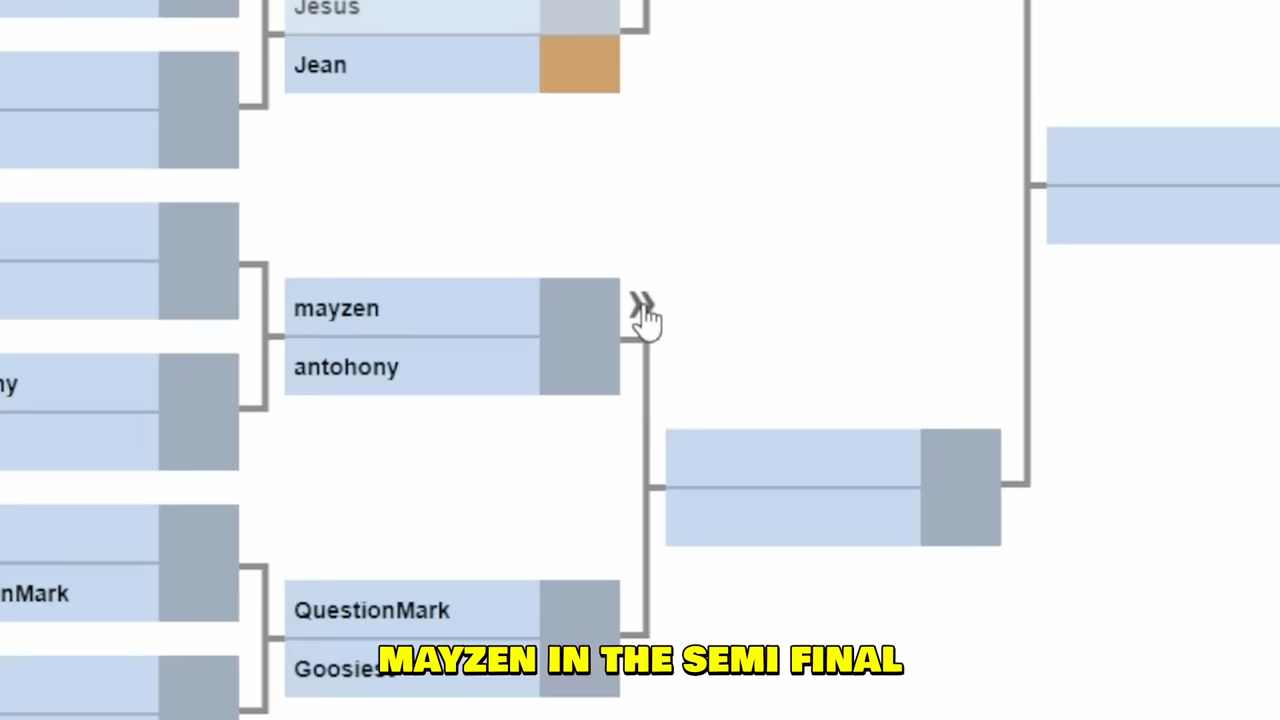 Jesus
Jean
mayzen
antohony
ny
QuestionMark
nMark
MAYZEN IN THE SEMI FINAL